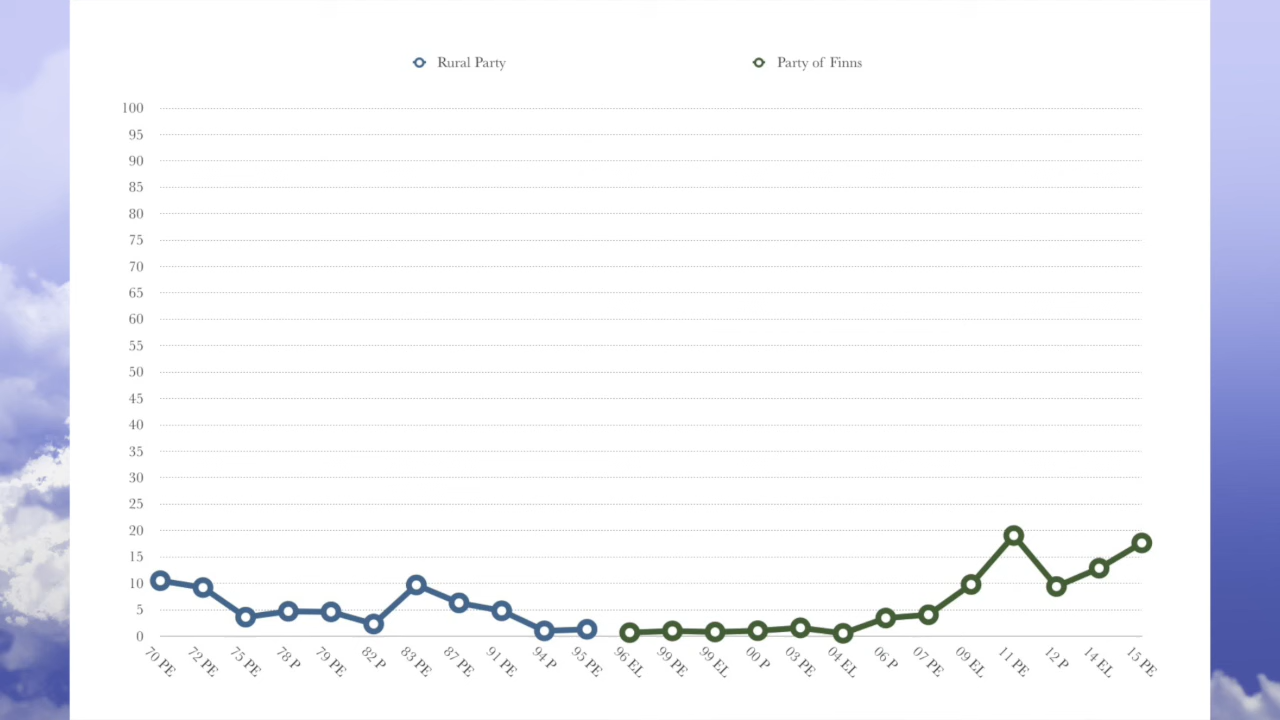 Rural Party
Party of Finns
100
95
90
85
80
75
70
65
60
55
50
45
40
35
30
25
20
15
10
5
0
70 PE
72 PE
75 PE
78 P
79 PE
82 P
83 PE
87 PE
91 PE
94 P
95 PE
96 EL
99 PE
99 EL
00 P
03 PE
04 EL
06 P
07 PE
09 EL
11 PE
12 P
14 EL
15 PE